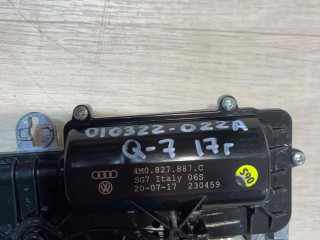 010322-022A
Q-7 17г
4M0.827.887.C
SG7 Italy 06S
20-07-17 230459